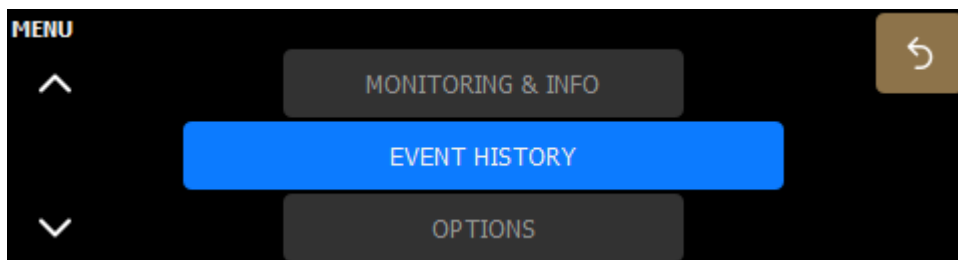 MENU
MONITORING & INFO
EVENT HISTORY
OPTIONS